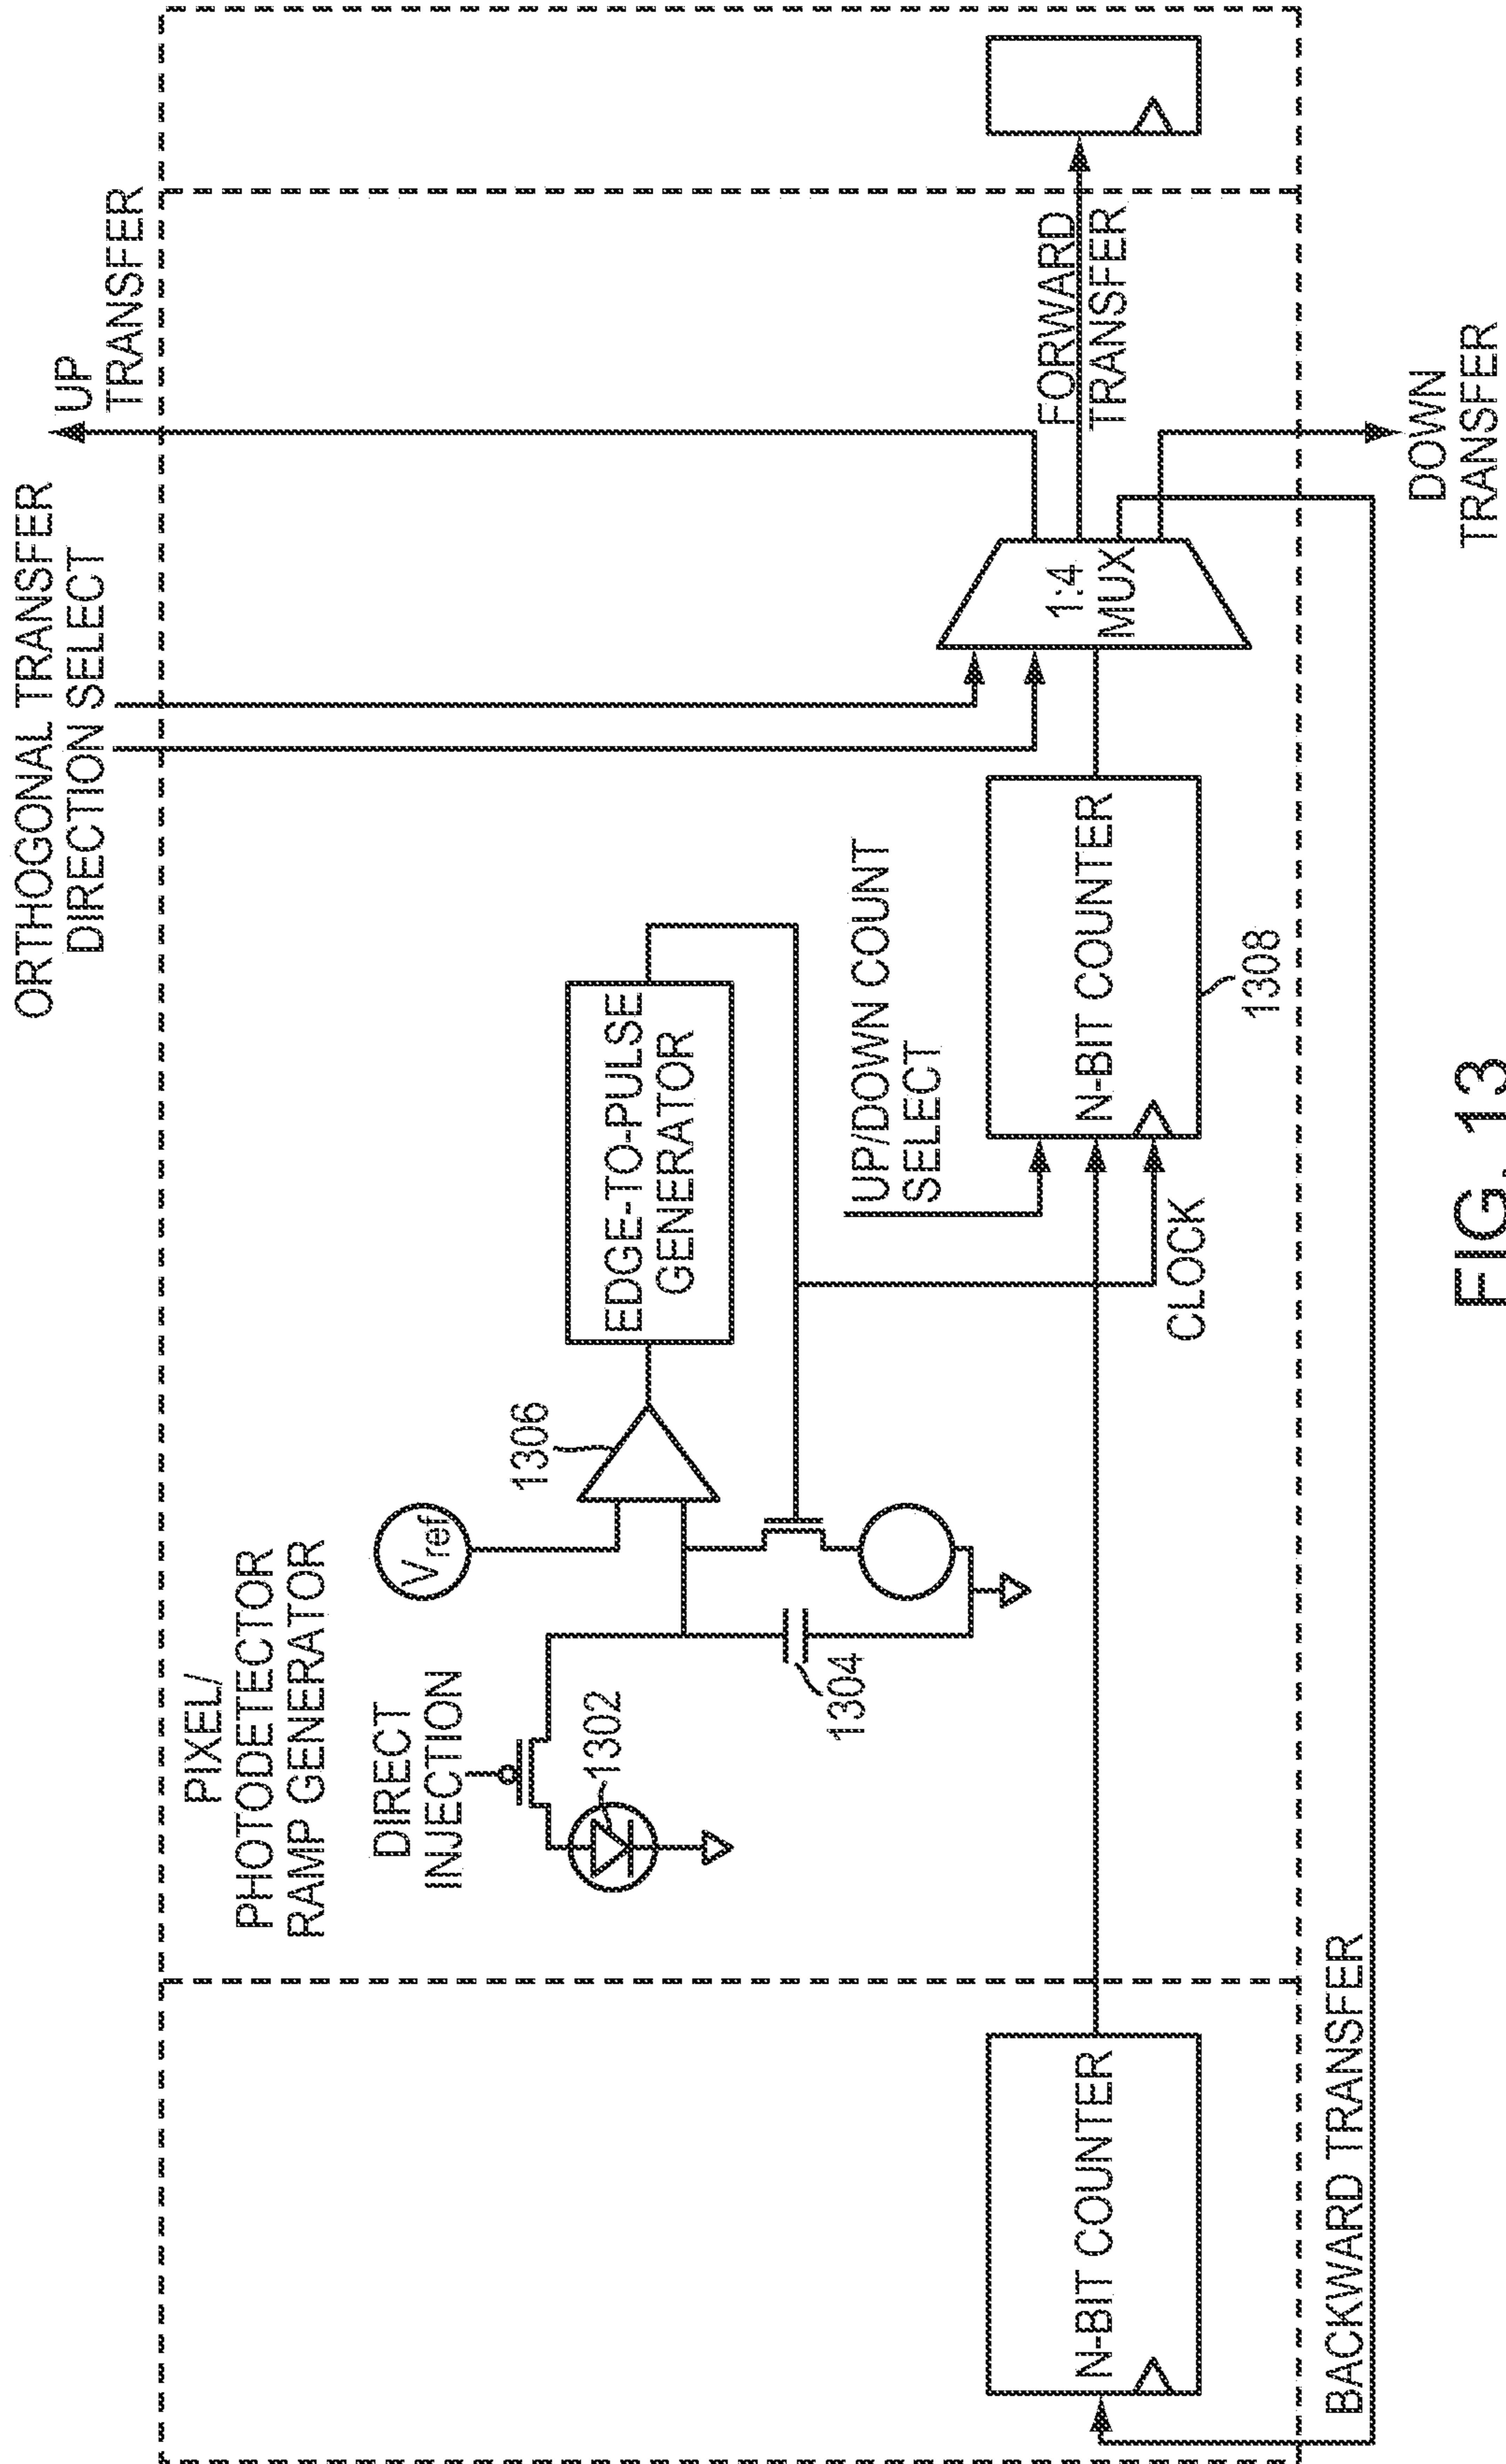 ORTHOGONAL TRANSFER
DIRECTION SELECT
UP
TRANSFER
PIXEL/
PHOTODETECTOR
RAMP GENERATOR
DIRECT
INJECTION
1302
Vref
1306
1304
EDGE-TO-PULSE
GENERATOR
UP/DOWN COUNT
SELECT
N-BIT COUNTER
N-BIT COUNTER
1308
CLOCK
1:4
MUX
FORWARD
TRANSFER
BACKWARD TRANSFER
DOWN
TRANSFER
FIG. 13